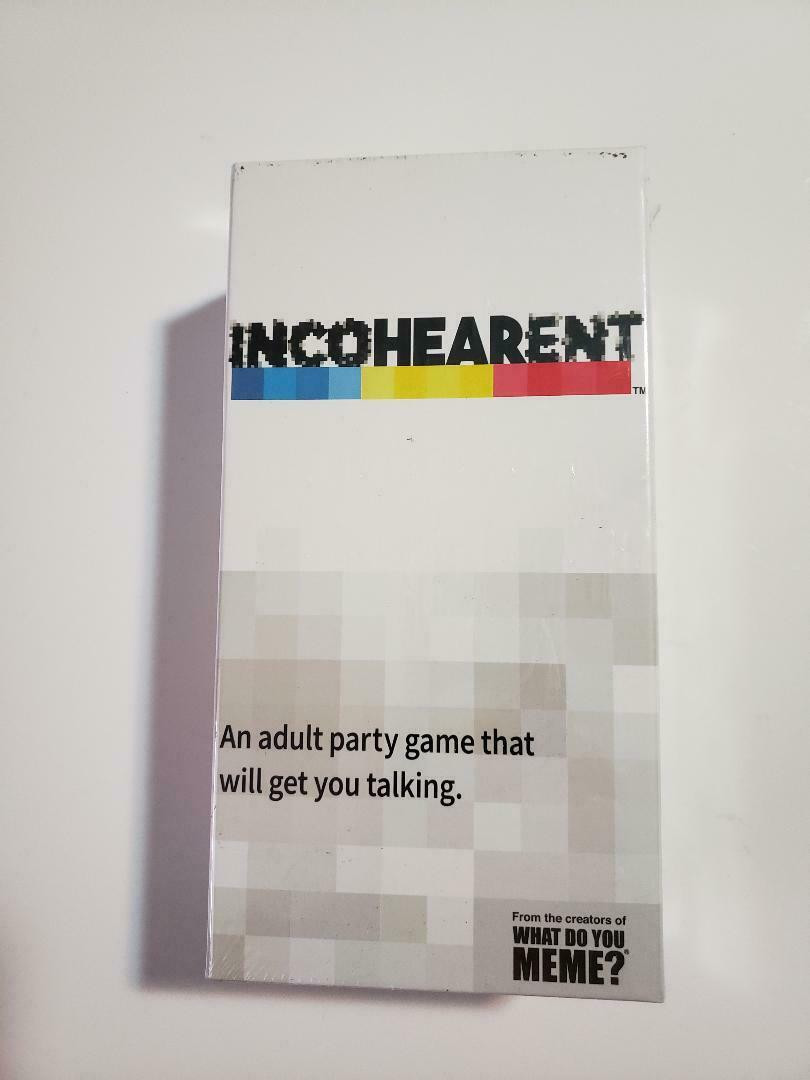 INCOHEARENT
TM
An adult party game that
will get you talking.
From the creators of
WHAT DO YOU
MEME?®